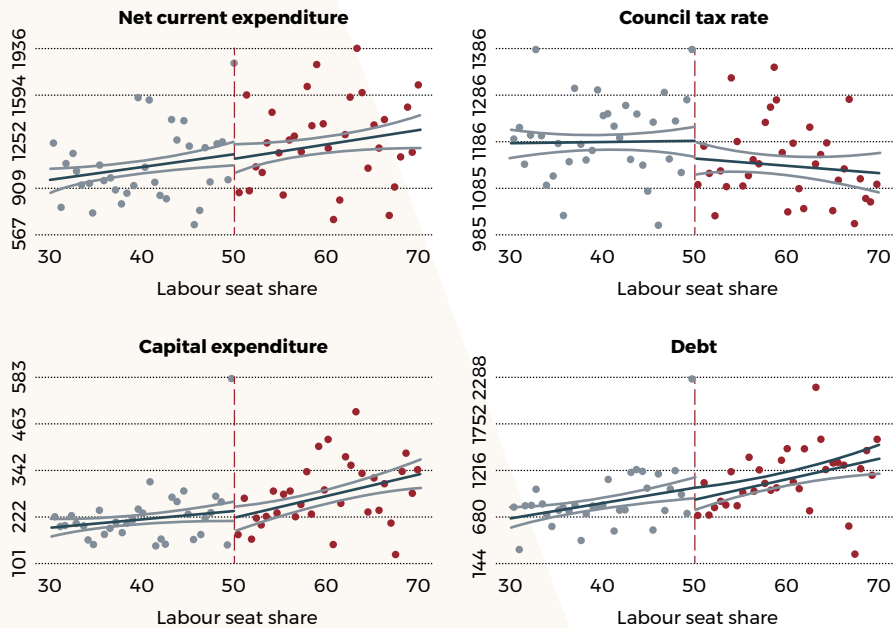 Net current expenditure
1936
1594
1252
909
567
30 40 50 60 70
Labour seat share
Council tax rate
1386
1286
1186
1085
985
30 40 50 60 70
Labour seat share
Capital expenditure
583
463
342
222
101
30 40 50 60 70
Labour seat share
Debt
2288
1752
1216
680
144
30 40 50 60 70
Labour seat share